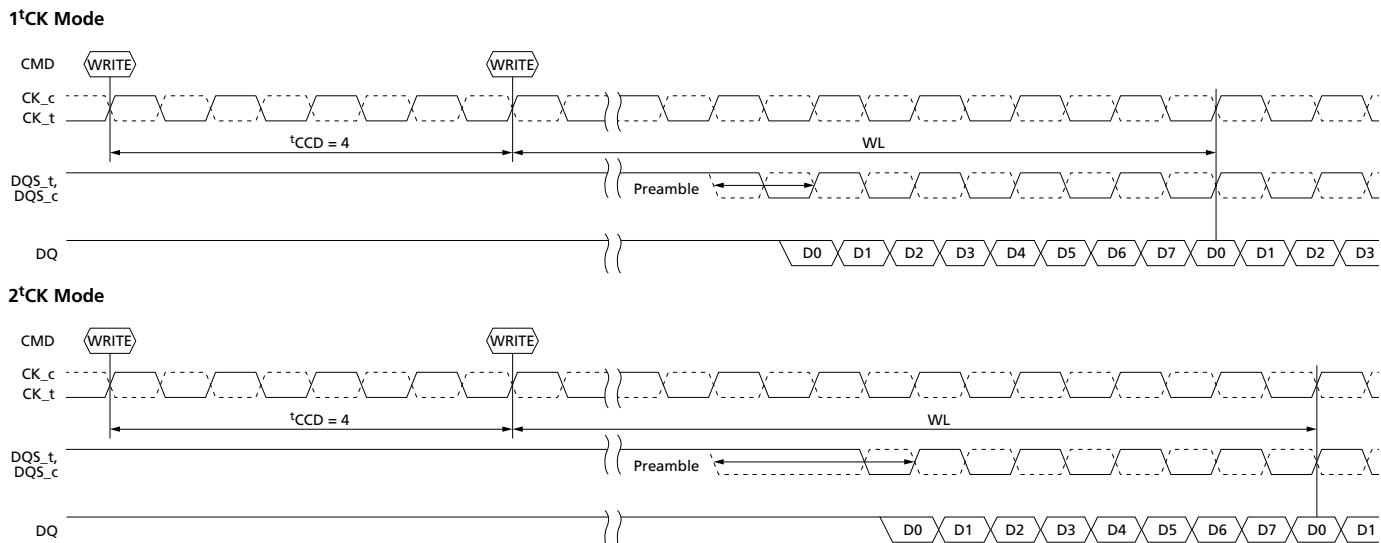 1tCK Mode
CMD WRITE WRITE
CK_c
CK_t
tCCD = 4 WL
DQS_t,
DQS_c
Preamble
DQ D0 D1 D2 D3 D4 D5 D6 D7 D0 D1 D2 D3
2tCK Mode
CMD WRITE WRITE
CK_c
CK_t
tCCD = 4 WL
DQS_t,
DQS_c
Preamble
DQ D0 D1 D2 D3 D4 D5 D6 D7 D0 D1